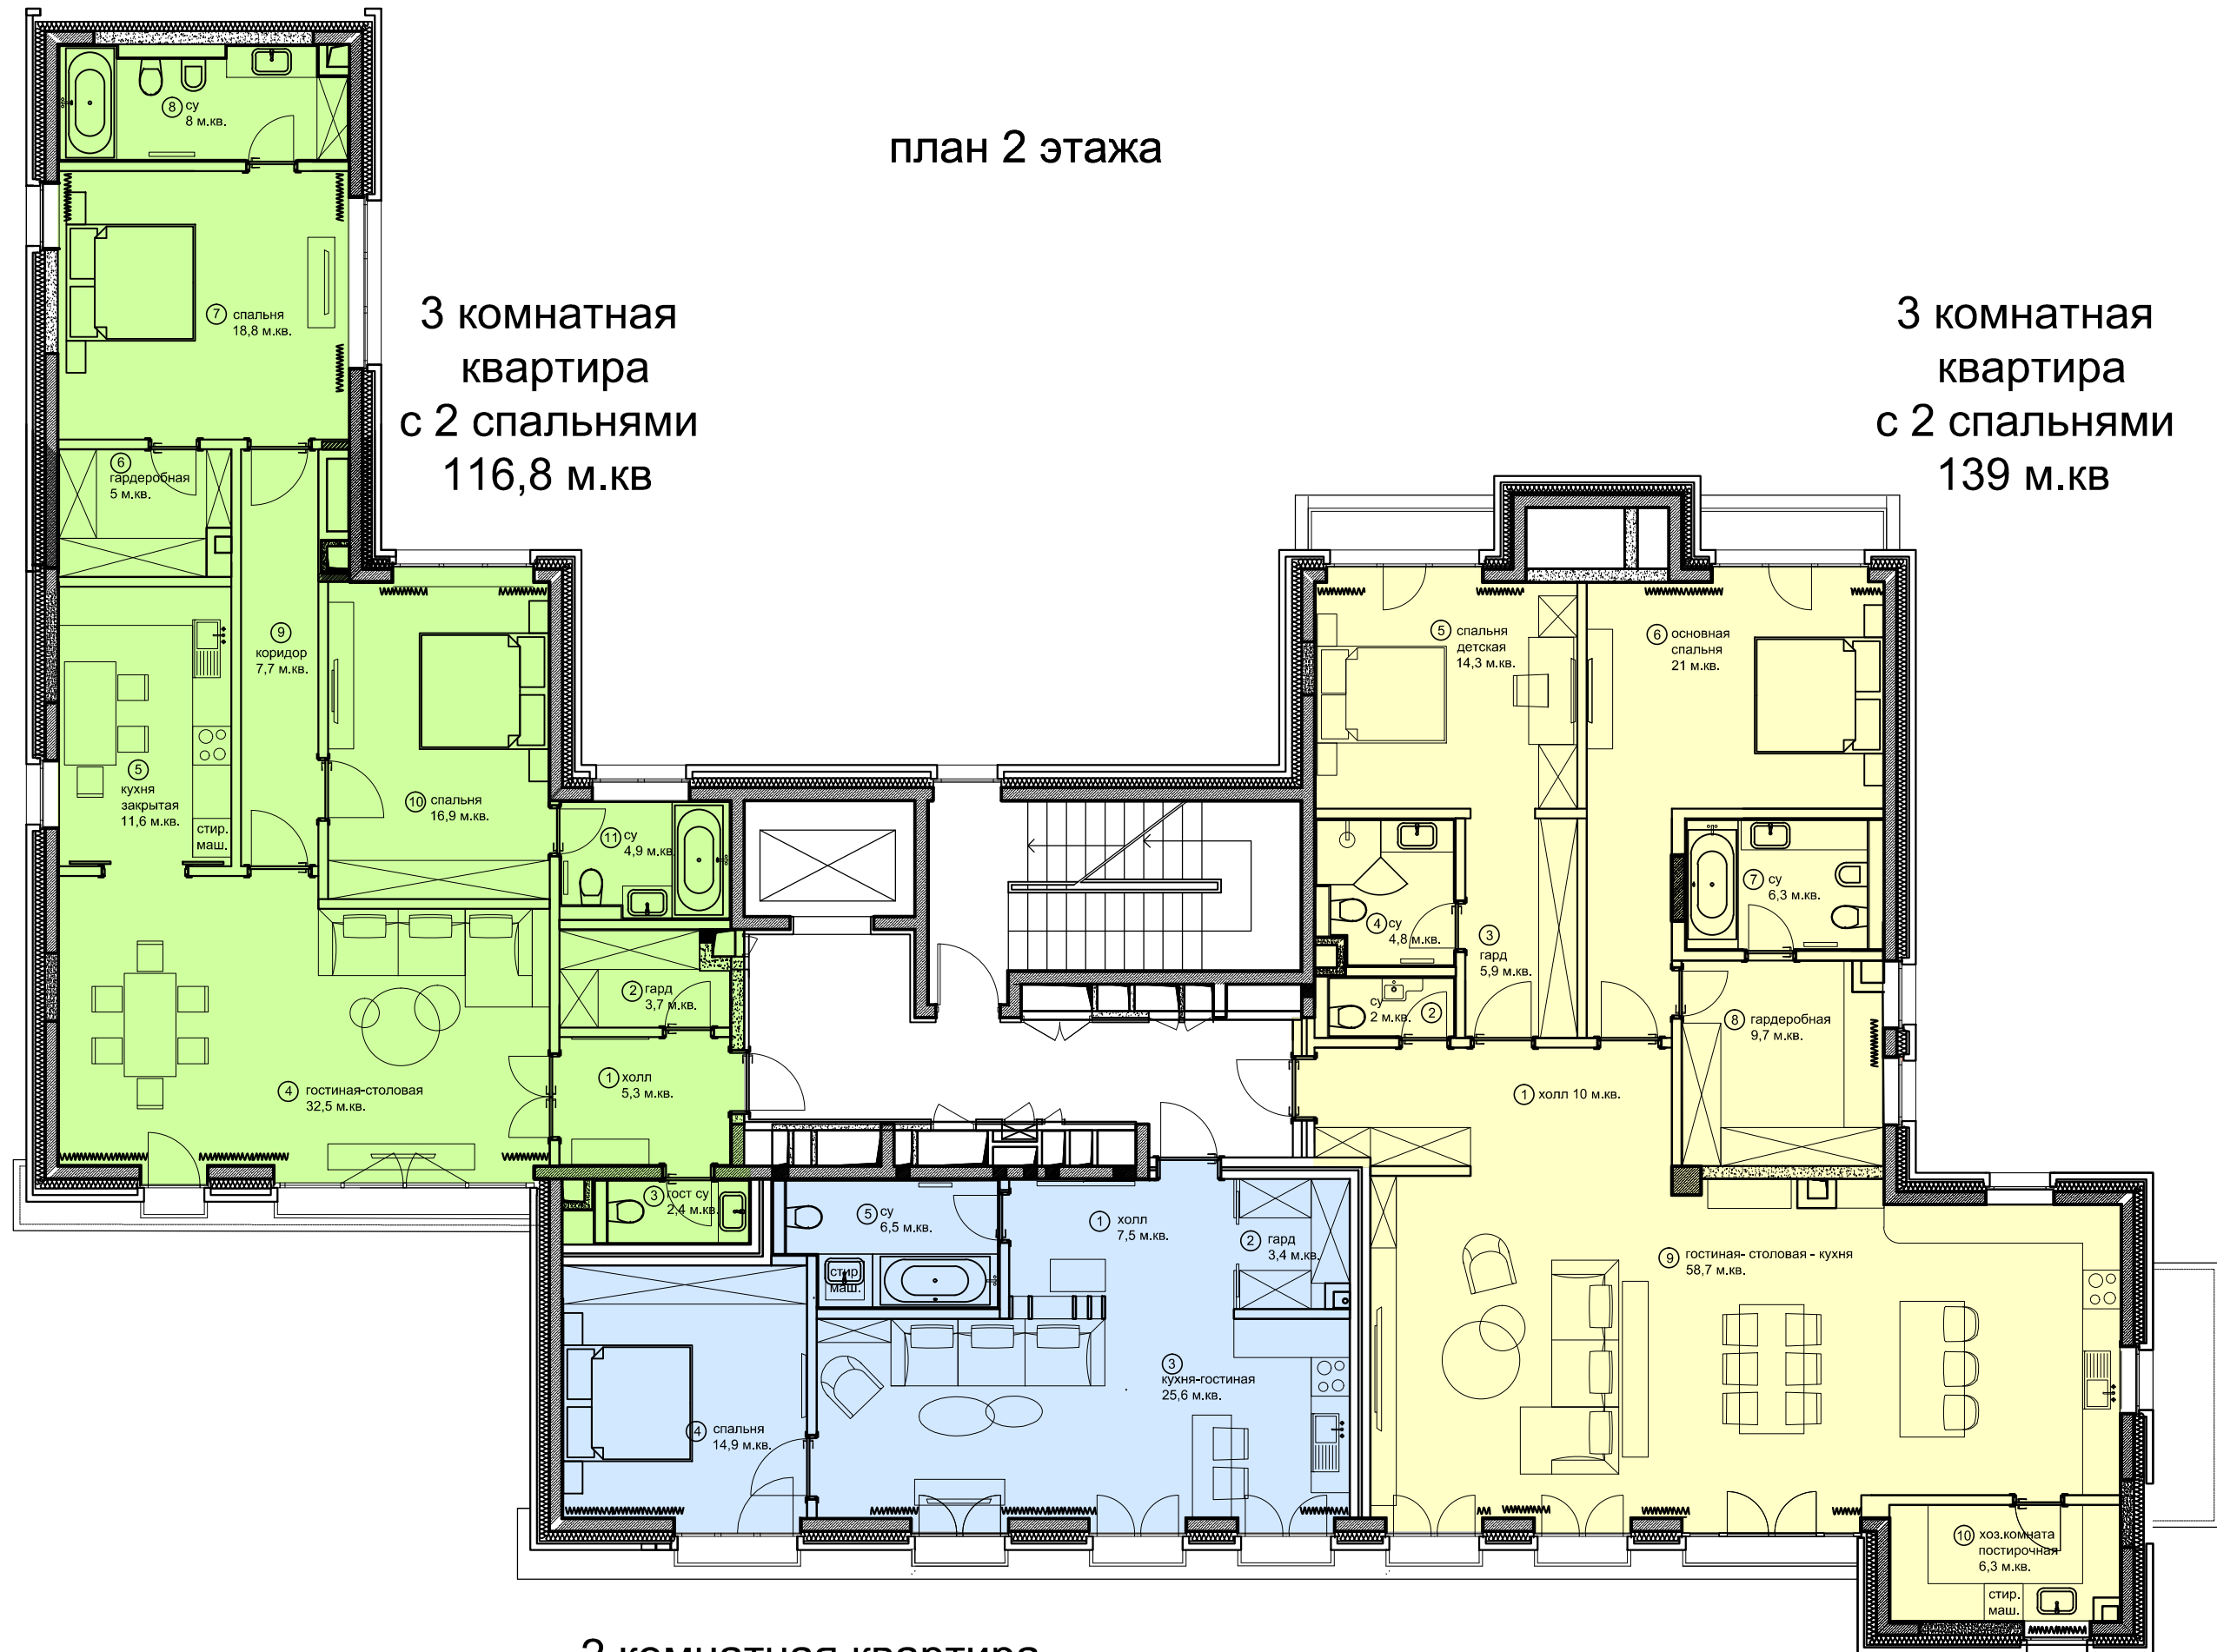 план 2 этажа
3 комнатная
квартира
с 2 спальнями
116,8 м.кв
3 комнатная
квартира
с 2 спальнями
139 м.кв
8 су
8 м.кв.
7 спальня
18,8 м.кв.
6
гардеробная
5 м.кв.
9
коридор
7,7 м.кв.
5
кухня
закрытая
11,6 м.кв.
стир.
маш.
10 спальня
16,9 м.кв.
11 су
4,9 м.кв.
2 гард
3,7 м.кв.
1 холл
5,3 м.кв.
4 гостиная-столовая
32,5 м.кв.
3 гост су
2,4 м.кв.
5 су
6,5 м.кв.
стир
маш.
1 холл
7,5 м.кв.
2 гард
3,4 м.кв.
3
кухня-гостиная
25,6 м.кв.
4 спальня
14,9 м.кв.
5 спальня
детская
14,3 м.кв.
6 основная
спальня
21 м.кв.
7 су
6,3 м.кв.
4 су
4,8 м.кв.
3
гард
5,9 м.кв.
су
2 м.кв. 2
8 гардеробная
9,7 м.кв.
1 холл 10 м.кв.
9 гостиная- столовая - кухня
58,7 м.кв.
10 хоз.комната
постирочная
6,3 м.кв.
стир.
маш.
2 комнатная квартира